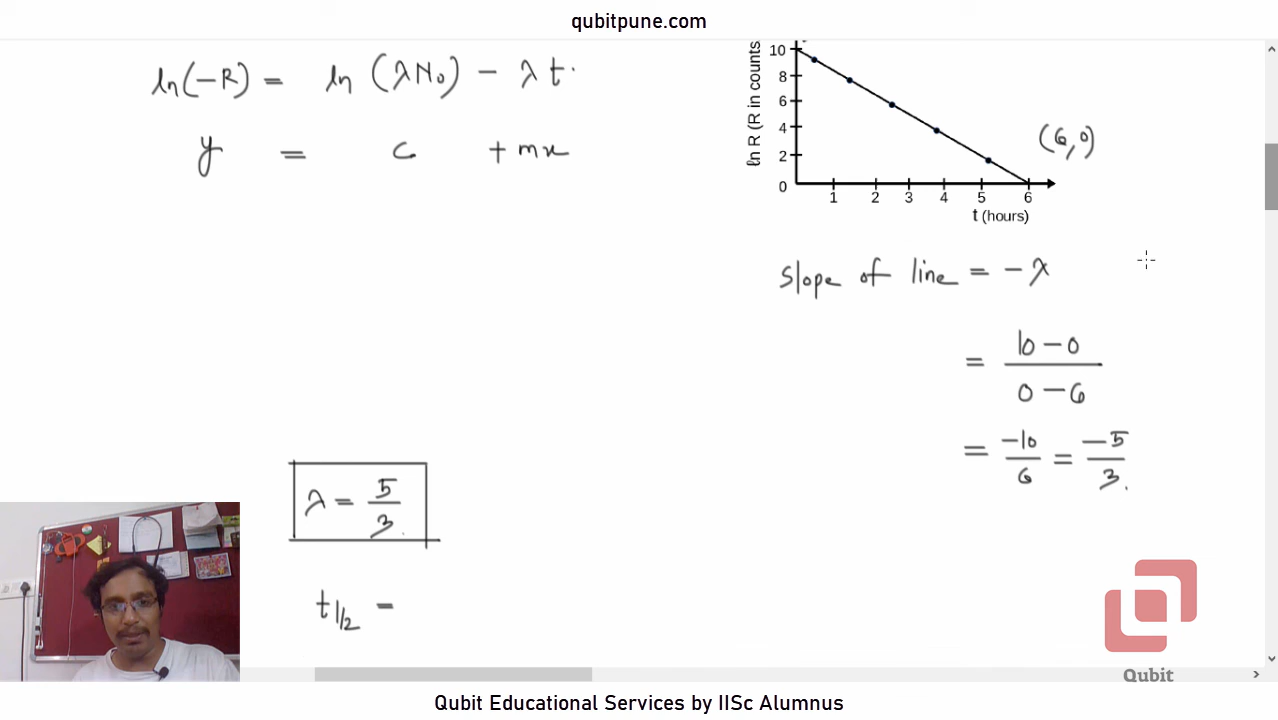 qubitpune.com
ln(-R) = ln (λN₀) - λt.
y = c + mx
ln R (R in counts
10
8
6
4
2
0
1 2 3 4 5 6
t (hours)
(6,0)
Slope of line = -λ
= 10-0 / 0-6
= -10/6 = -5/3.
λ = 5/3.
t1/2 =
Qubit
Qubit Educational Services by IISc Alumnus